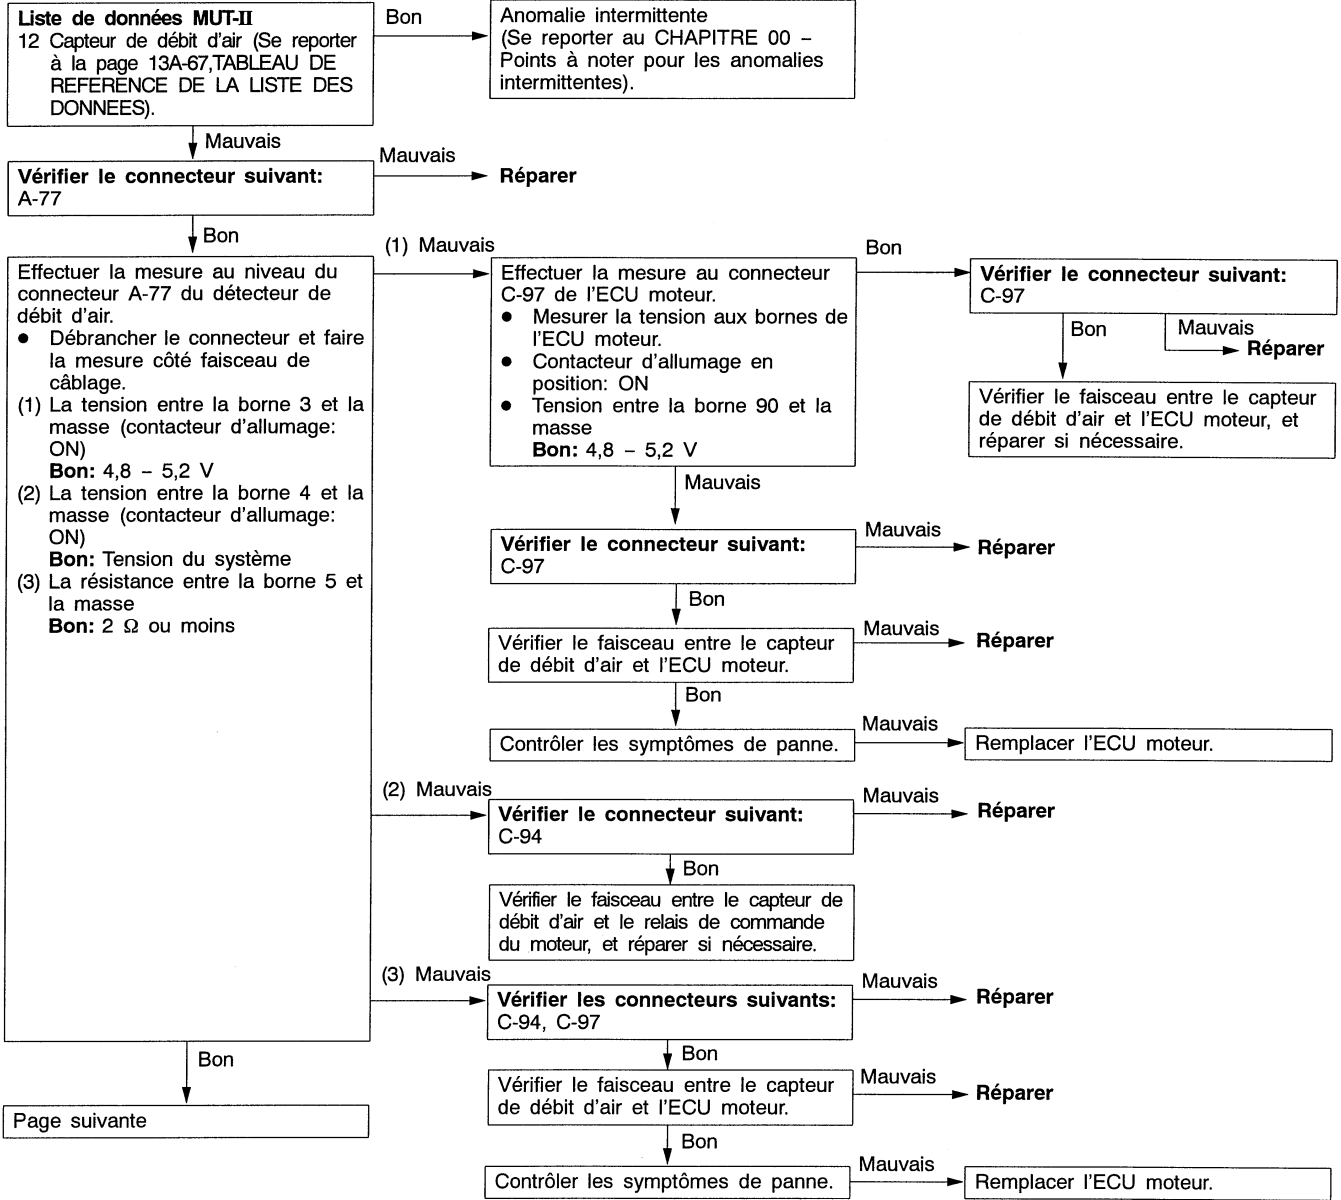 Liste de données MUT-II
12 Capteur de débit d'air (Se reporter
à la page 13A-67,TABLEAU DE
REFERENCE DE LA LISTE DES
DONNEES).
Bon
Anomalie intermittente
(Se reporter au CHAPITRE 00 –
Points à noter pour les anomalies
intermittentes).
Mauvais
Vérifier le connecteur suivant:
A-77
Mauvais
Réparer
Bon
Effectuer la mesure au niveau du
connecteur A-77 du détecteur de
débit d'air.
● Débrancher le connecteur et faire
la mesure côté faisceau de
câblage.
(1) La tension entre la borne 3 et la
masse (contacteur d'allumage:
ON)
Bon: 4,8 – 5,2 V
(2) La tension entre la borne 4 et la
masse (contacteur d'allumage:
ON)
Bon: Tension du système
(3) La résistance entre la borne 5 et
la masse
Bon: 2 Ω ou moins
(1) Mauvais
Effectuer la mesure au connecteur
C-97 de l'ECU moteur.
● Mesurer la tension aux bornes de
l'ECU moteur.
● Contacteur d'allumage en
position: ON
● Tension entre la borne 90 et la
masse
Bon: 4,8 – 5,2 V
Bon
Vérifier le connecteur suivant:
C-97
Bon
Mauvais
Réparer
Vérifier le faisceau entre le capteur
de débit d'air et l'ECU moteur, et
réparer si nécessaire.
Mauvais
Vérifier le connecteur suivant:
C-97
Mauvais
Réparer
Bon
Vérifier le faisceau entre le capteur
de débit d'air et l'ECU moteur.
Mauvais
Réparer
Bon
Contrôler les symptômes de panne.
Mauvais
Remplacer l'ECU moteur.
(2) Mauvais
Vérifier le connecteur suivant:
C-94
Mauvais
Réparer
Bon
Vérifier le faisceau entre le capteur de
débit d'air et le relais de commande
du moteur, et réparer si nécessaire.
(3) Mauvais
Vérifier les connecteurs suivants:
C-94, C-97
Mauvais
Réparer
Bon
Vérifier le faisceau entre le capteur
de débit d'air et l'ECU moteur.
Mauvais
Réparer
Bon
Contrôler les symptômes de panne.
Mauvais
Remplacer l'ECU moteur.
Bon
Page suivante